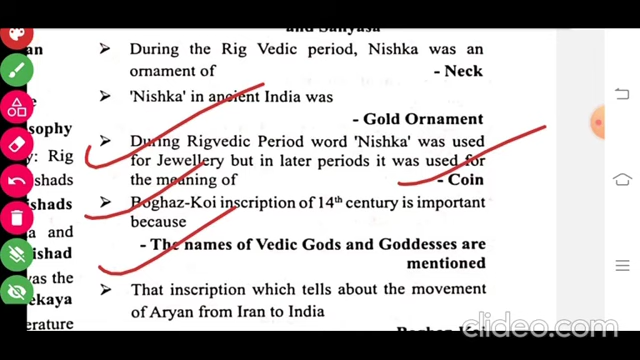 and Sanyasa
During the Rig Vedic period, Nishka was an
ornament of
- Neck
'Nishka' in ancient India was
- Gold Ornament
During Rigvedic Period word 'Nishka' was used
for Jewellery but in later periods it was used for
the meaning of
- Coin
Boghaz-Koi inscription of 14th century is important
because
- The names of Vedic Gods and Goddesses are
mentioned
That inscription which tells about the movement
of Aryan from Iran to India
y: Rig
shads
ishads
a and
ishad
was the
ekaya
erature
clideo.com